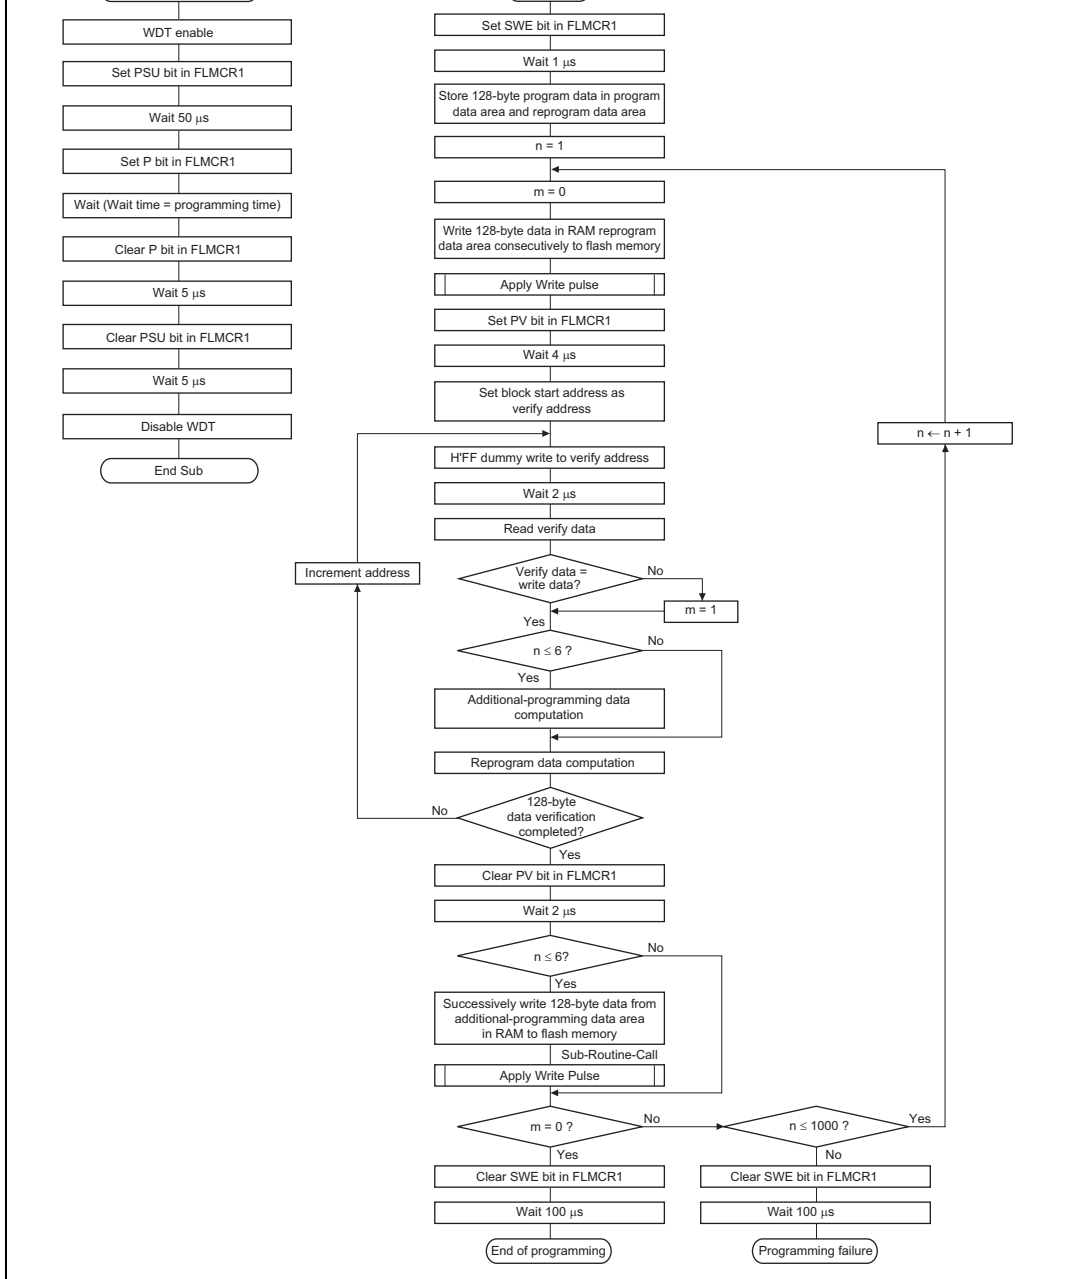 WDT enable
Set PSU bit in FLMCR1
Wait 50 μs
Set P bit in FLMCR1
Wait (Wait time = programming time)
Clear P bit in FLMCR1
Wait 5 μs
Clear PSU bit in FLMCR1
Wait 5 μs
Disable WDT
End Sub
Set SWE bit in FLMCR1
Wait 1 μs
Store 128-byte program data in program
data area and reprogram data area
n = 1
m = 0
Write 128-byte data in RAM reprogram
data area consecutively to flash memory
Apply Write pulse
Set PV bit in FLMCR1
Wait 4 μs
Set block start address as
verify address
n ← n + 1
H'FF dummy write to verify address
Wait 2 μs
Read verify data
Increment address
Verify data =
write data?
No
m = 1
Yes
n ≤ 6 ?
No
Yes
Additional-programming data
computation
Reprogram data computation
128-byte
data verification
completed?
No
Yes
Clear PV bit in FLMCR1
Wait 2 μs
n ≤ 6?
No
Yes
Successively write 128-byte data from
additional-programming data area
in RAM to flash memory
Sub-Routine-Call
Apply Write Pulse
m = 0 ?
No
n ≤ 1000 ?
Yes
Yes
No
Clear SWE bit in FLMCR1
Clear SWE bit in FLMCR1
Wait 100 μs
Wait 100 μs
End of programming
Programming failure